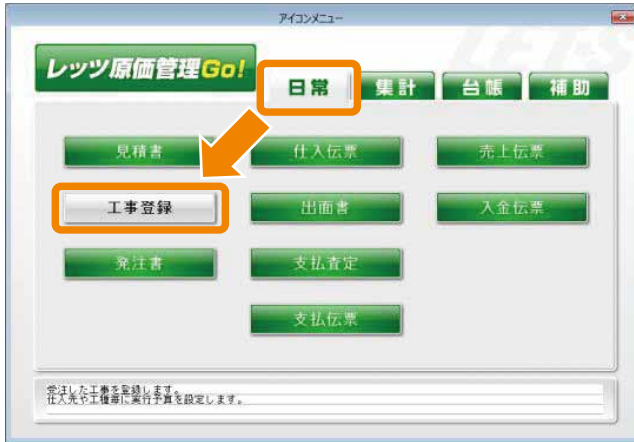 アイコンメニュー
LETS
レッツ原価管理Go!
日常
集計
台帳
補助
見積書
仕入伝票
売上伝票
工事登録
出面書
入金伝票
発注書
支払査定
支払伝票
受注した工事を登録します。
仕入先や工種毎に実行予算を設定します。